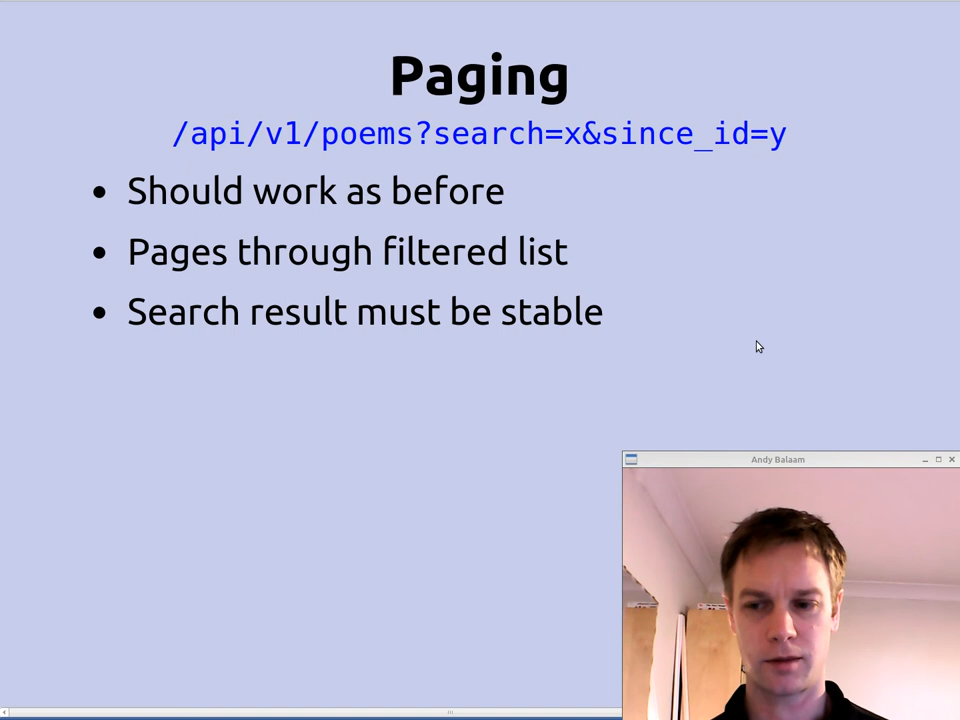 Paging
/api/v1/poems?search=x&since_id=y
• Should work as before
• Pages through filtered list
• Search result must be stable
Andy Balaam